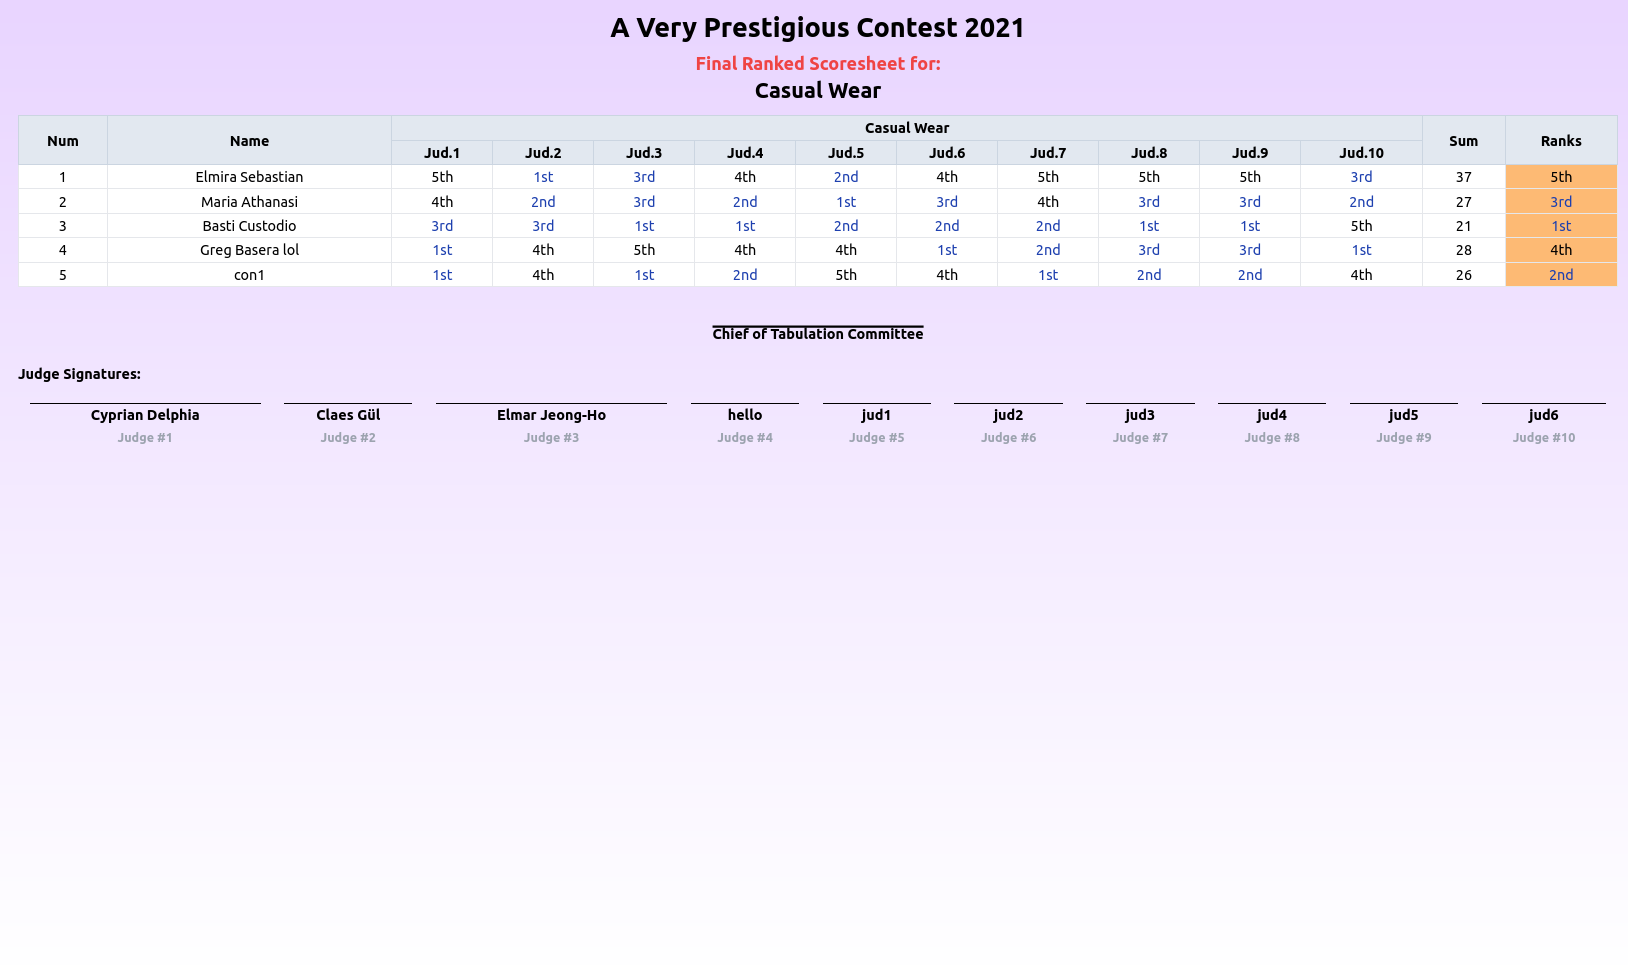 A Very Prestigious Contest 2021
Final Ranked Scoresheet for:
Casual Wear
Num Name Casual Wear Sum Ranks
Jud.1 Jud.2 Jud.3 Jud.4 Jud.5 Jud.6 Jud.7 Jud.8 Jud.9 Jud.10
1 Elmira Sebastian 5th 1st 3rd 4th 2nd 4th 5th 5th 5th 3rd 37 5th
2 Maria Athanasi 4th 2nd 3rd 2nd 1st 3rd 4th 3rd 3rd 2nd 27 3rd
3 Basti Custodio 3rd 3rd 1st 1st 2nd 2nd 2nd 1st 1st 5th 21 1st
4 Greg Basera lol 1st 4th 5th 4th 4th 1st 2nd 3rd 3rd 1st 28 4th
5 con1 1st 4th 1st 2nd 5th 4th 1st 2nd 2nd 4th 26 2nd
Chief of Tabulation Committee
Judge Signatures:
Cyprian Delphia Claes Gül Elmar Jeong-Ho hello jud1 jud2 jud3 jud4 jud5 jud6
Judge #1 Judge #2 Judge #3 Judge #4 Judge #5 Judge #6 Judge #7 Judge #8 Judge #9 Judge #10